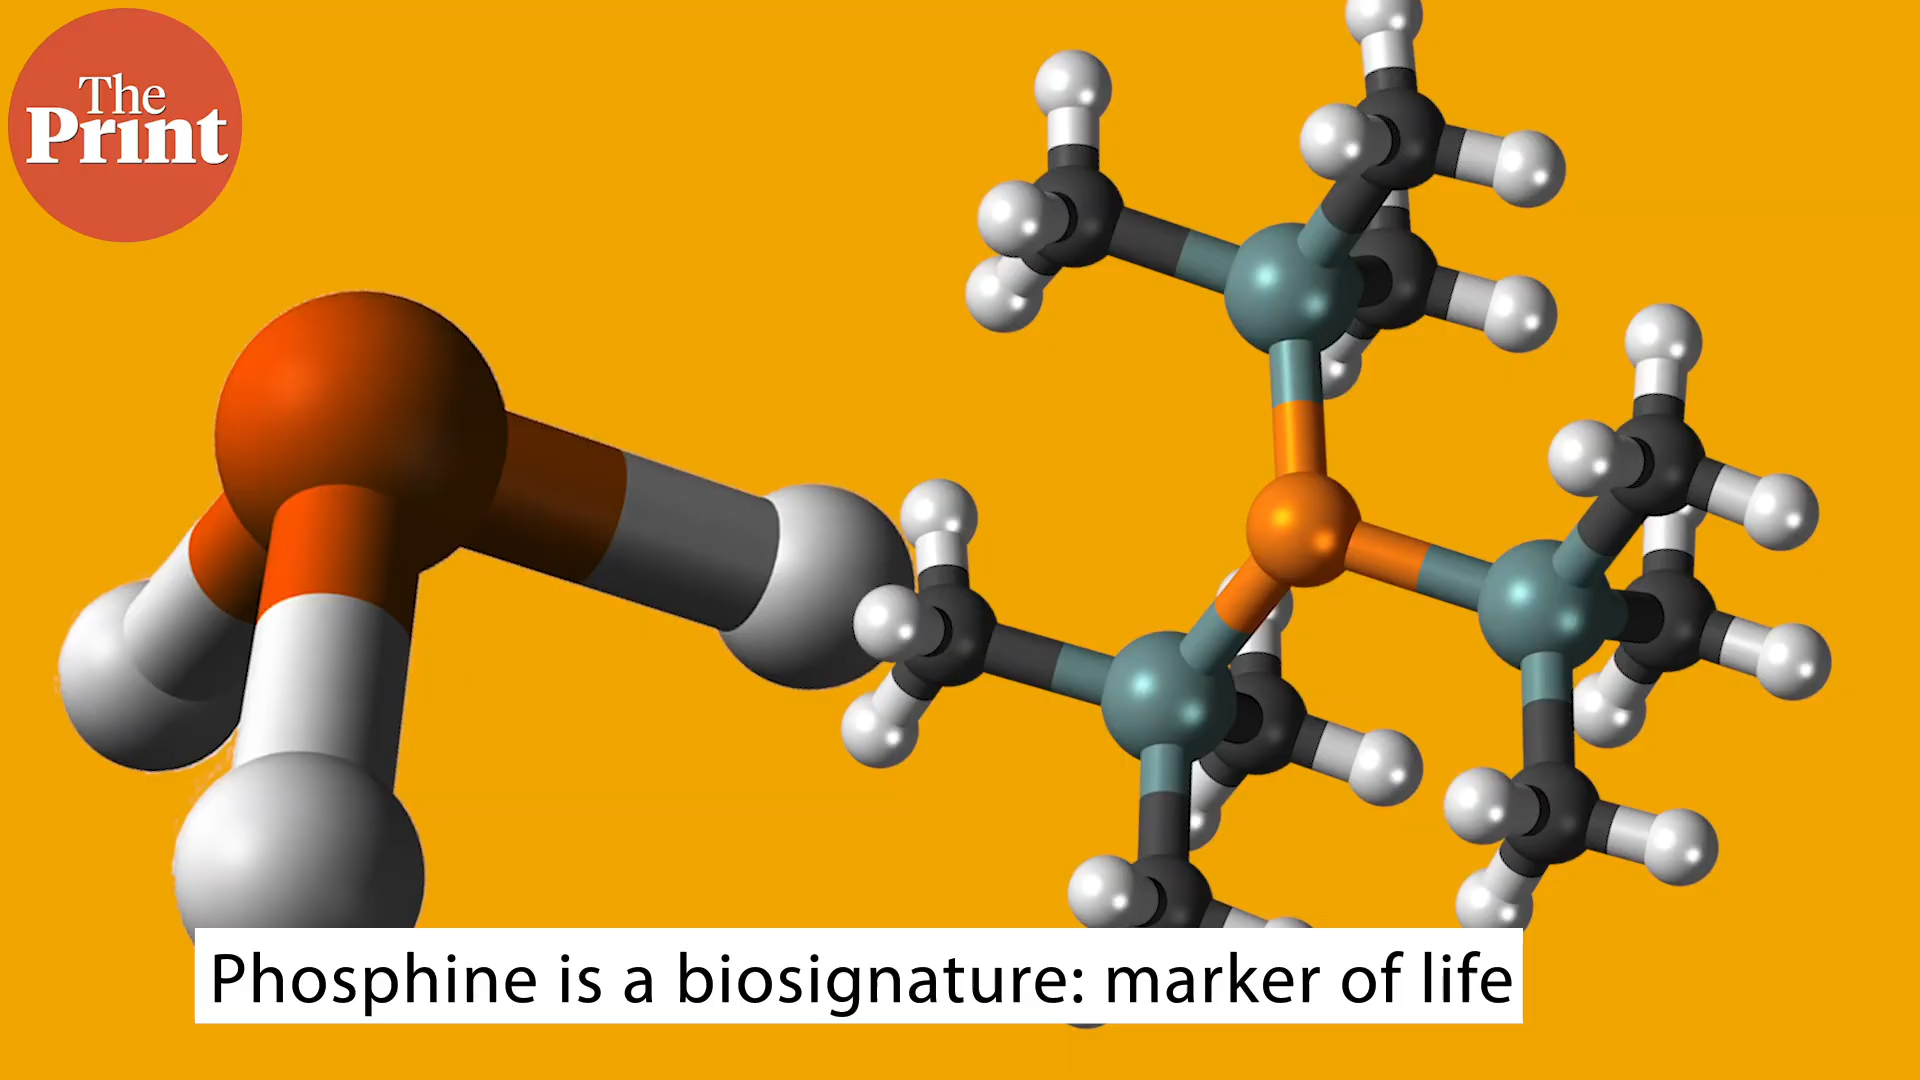 The
Print
Phosphine is a biosignature: marker of life